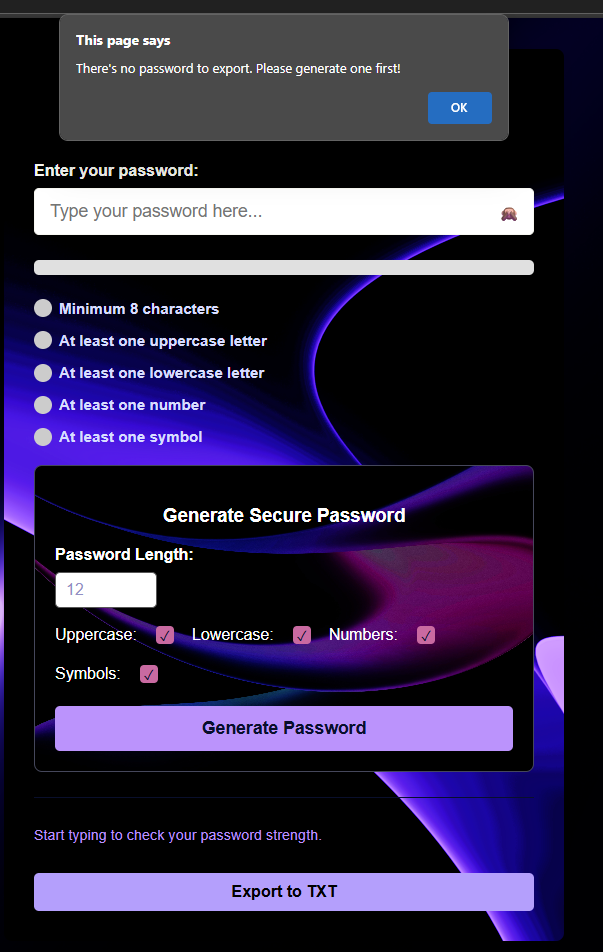 This page says
There's no password to export. Please generate one first!
OK
Enter your password:
Type your password here...
Minimum 8 characters
At least one uppercase letter
At least one lowercase letter
At least one number
At least one symbol
Generate Secure Password
Password Length:
12
Uppercase: Lowercase: Numbers:
Symbols:
Generate Password
Start typing to check your password strength.
Export to TXT